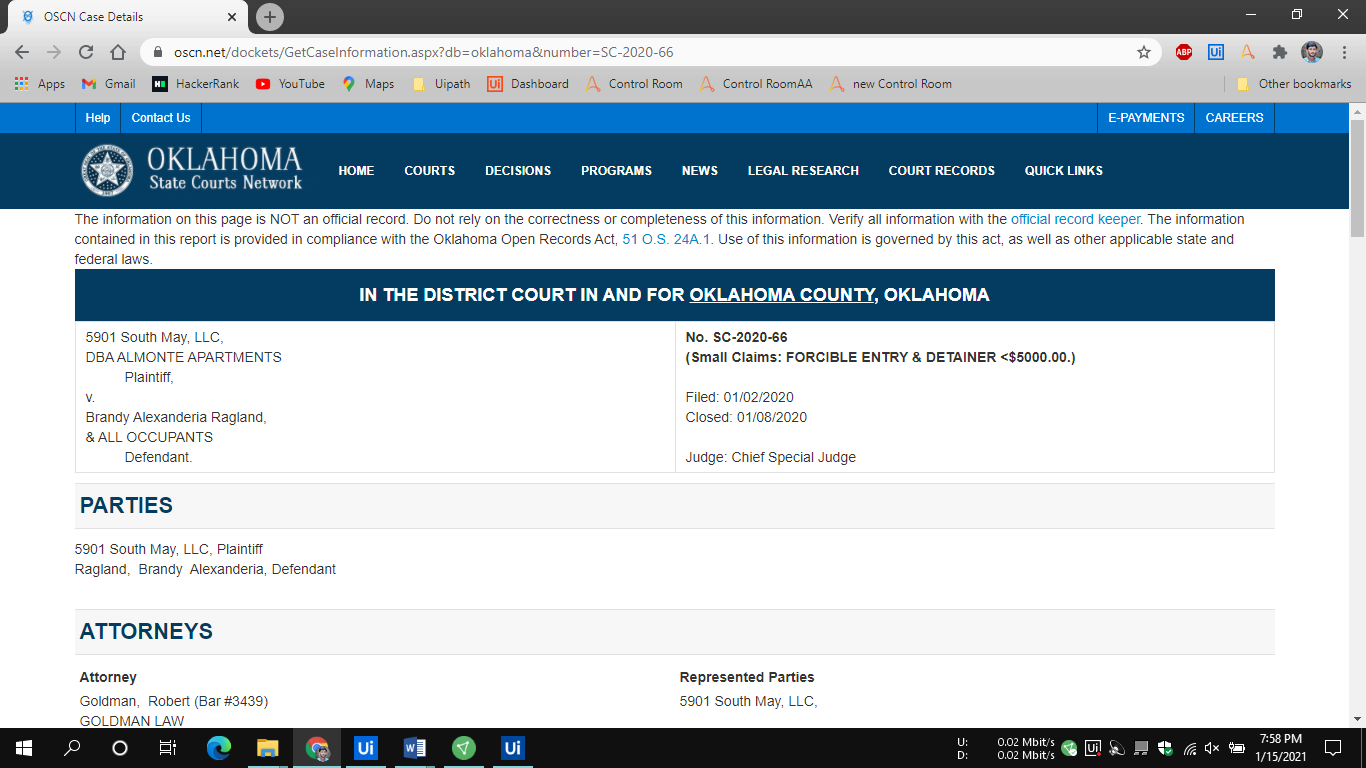 OSCN Case Details
oscn.net/dockets/GetCaseInformation.aspx?db=oklahoma&number=SC-2020-66
ABP
Ui
Apps
Gmail
HackerRank
YouTube
Maps
Uipath
Ui
Dashboard
Control Room
Control RoomAA
new Control Room
Other bookmarks
Help
Contact Us
E-PAYMENTS
CAREERS
OKLAHOMA
State Courts Network
HOME
COURTS
DECISIONS
PROGRAMS
NEWS
LEGAL RESEARCH
COURT RECORDS
QUICK LINKS
The information on this page is NOT an official record. Do not rely on the correctness or completeness of this information. Verify all information with the official record keeper. The information
contained in this report is provided in compliance with the Oklahoma Open Records Act, 51 O.S. 24A.1. Use of this information is governed by this act, as well as other applicable state and
federal laws.
IN THE DISTRICT COURT IN AND FOR OKLAHOMA COUNTY, OKLAHOMA
5901 South May, LLC,
DBA ALMONTE APARTMENTS
Plaintiff,
v.
Brandy Alexanderia Ragland,
& ALL OCCUPANTS
Defendant.
No. SC-2020-66
(Small Claims: FORCIBLE ENTRY & DETAINER <$5000.00.)
Filed: 01/02/2020
Closed: 01/08/2020
Judge: Chief Special Judge
PARTIES
5901 South May, LLC, Plaintiff
Ragland, Brandy Alexanderia, Defendant
ATTORNEYS
Attorney
Goldman, Robert (Bar #3439)
GOLDMAN LAW
Represented Parties
5901 South May, LLC,
Ui
Ui
U: 0.02 Mbit/s
D: 0.02 Mbit/s
Ui
7:58 PM
1/15/2021